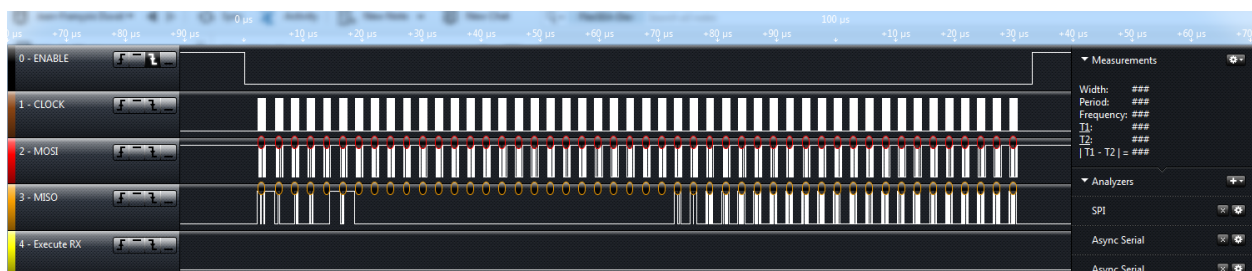 0 µs
100 µs
µs +70 µs +80 µs +90 µs +10 µs +20 µs +30 µs +40 µs +50 µs +60 µs +70 µs +80 µs +90 µs +10 µs +20 µs +30 µs +40 µs +50 µs +60 µs +70
0 - ENABLE
1 - CLOCK
2 - MOSI
3 - MISO
4 - Execute RX
Measurements
Width: ###
Period: ###
Frequency: ###
T1: ###
T2: ###
| T1 - T2 | = ###
Analyzers
SPI
Async Serial
Async Serial